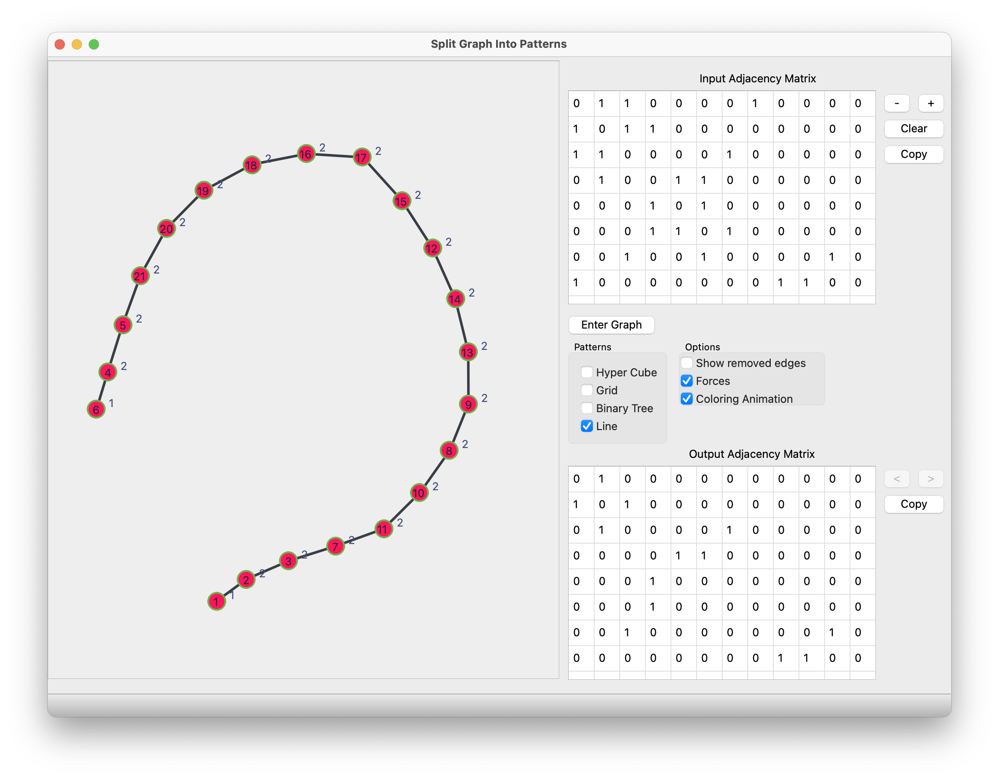 Split Graph Into Patterns
16 2
17 2
18 2
19 2
15 2
20 2
12 2
21 2
14 2
5 2
13 2
4 2
9 2
6 1
8 2
10 2
11 2
7 2
3 2
2 2
1 1
Input Adjacency Matrix
0 1 1 0 0 0 0 1 0 0 0 0
1 0 1 1 0 0 0 0 0 0 0 0
1 1 0 0 0 0 1 0 0 0 0 0
0 1 0 0 1 1 0 0 0 0 0 0
0 0 0 1 0 1 0 0 0 0 0 0
0 0 0 1 1 0 1 0 0 0 0 0
0 0 1 0 0 1 0 0 0 0 1 0
1 0 0 0 0 0 0 0 1 1 0 0
- +
Clear
Copy
Enter Graph
Patterns
Hyper Cube
Grid
Binary Tree
Line
Options
Show removed edges
Forces
Coloring Animation
Output Adjacency Matrix
0 1 0 0 0 0 0 0 0 0 0 0
1 0 1 0 0 0 0 0 0 0 0 0
0 1 0 0 0 0 1 0 0 0 0 0
0 0 0 0 1 1 0 0 0 0 0 0
0 0 0 1 0 0 0 0 0 0 0 0
0 0 0 1 0 0 0 0 0 0 0 0
0 0 1 0 0 0 0 0 0 0 1 0
0 0 0 0 0 0 0 0 1 1 0 0
< >
Copy